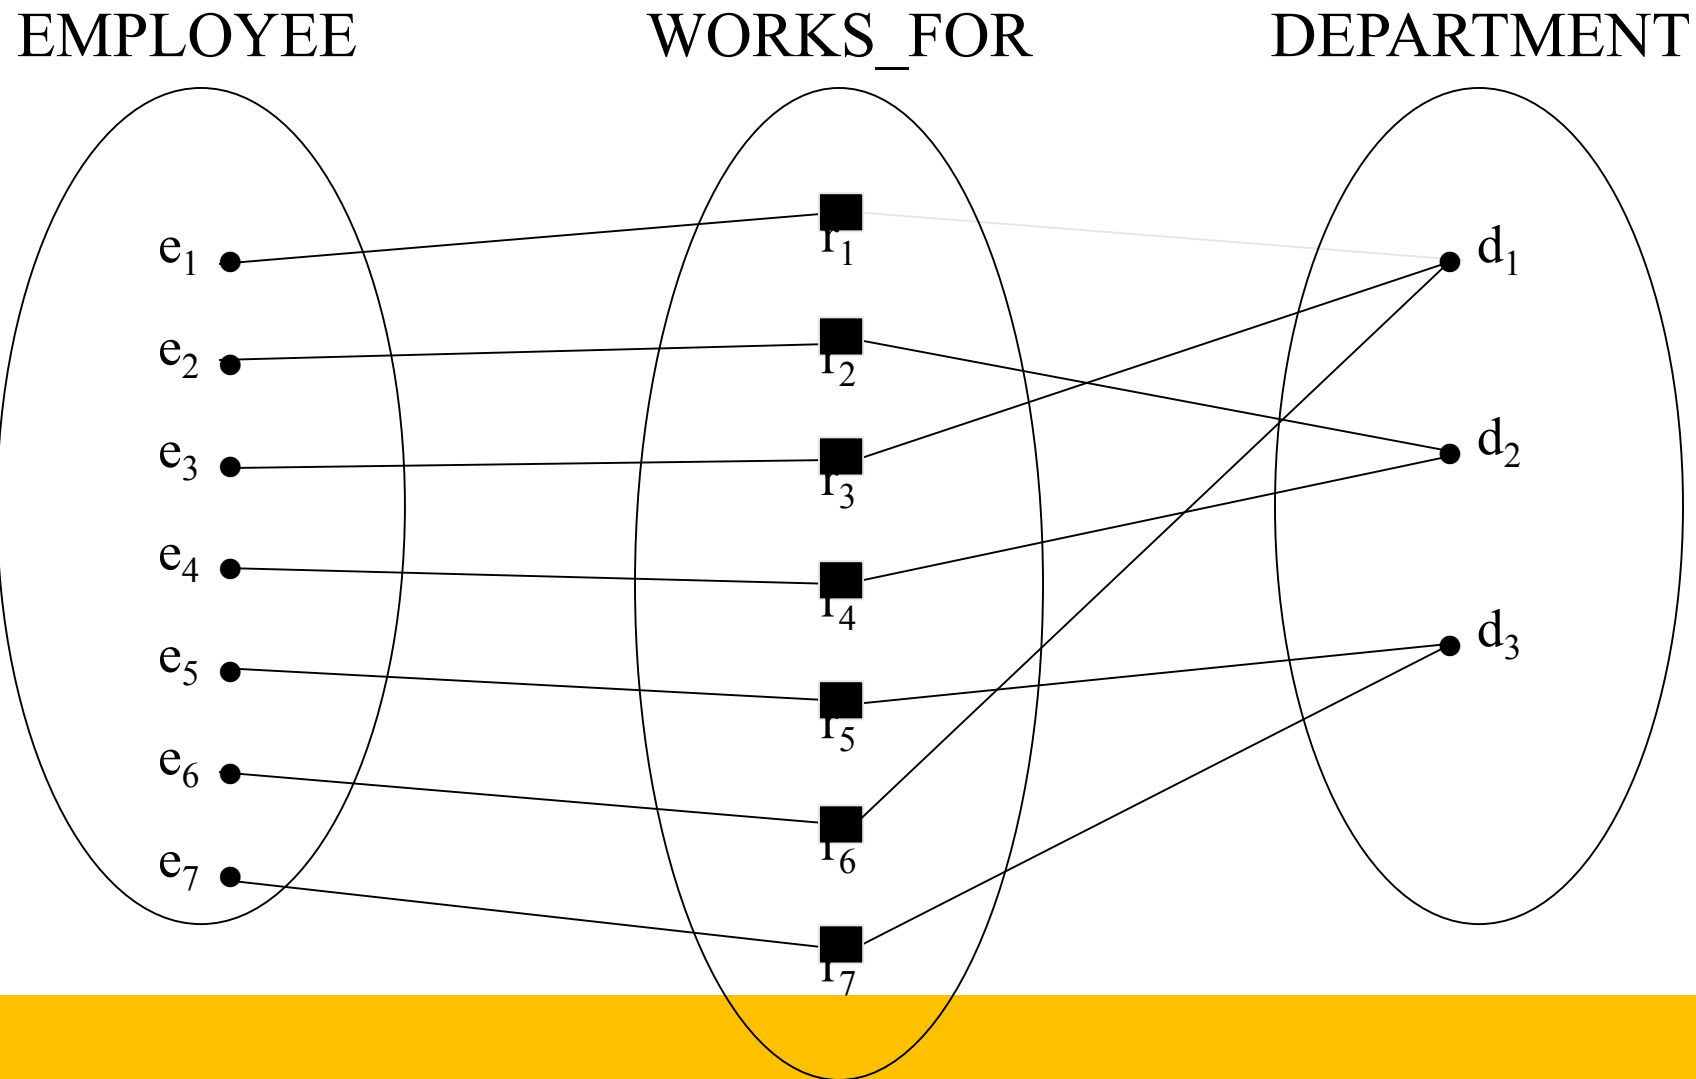 EMPLOYEE WORKS_FOR DEPARTMENT
e1 r1 d1
e2 r2
e3 r3 d2
e4 r4
e5 r5 d3
e6 r6
e7 r7